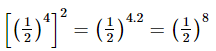 [(1/2)^4]^2 = (1/2)^4.2 = (1/2)^8